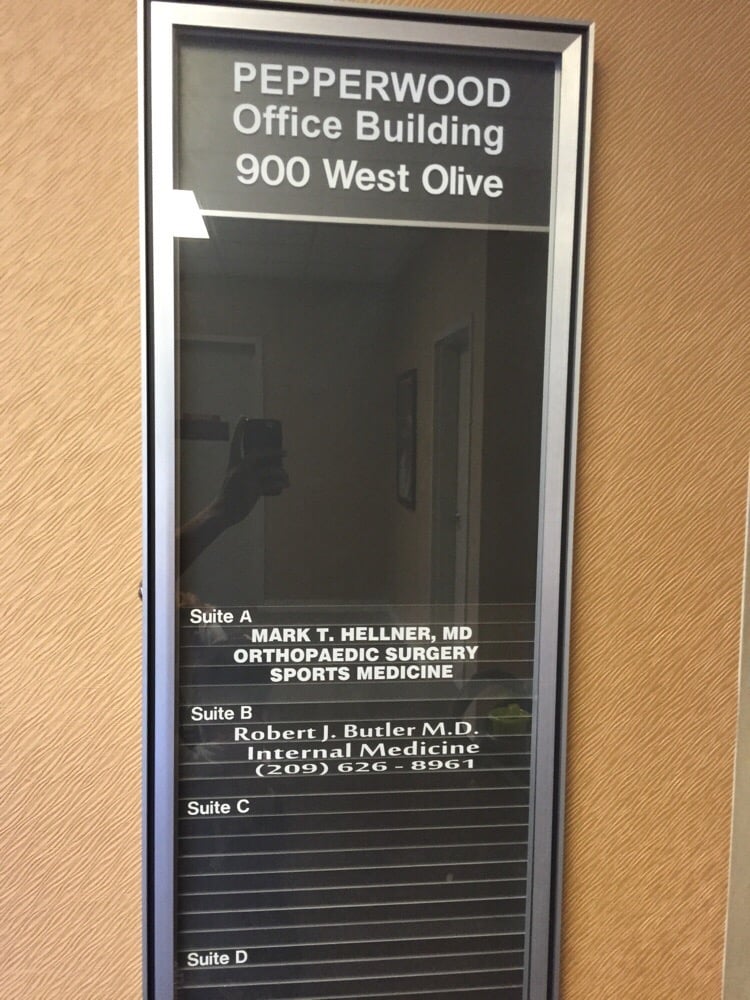 PEPPERWOOD
Office Building
900 West Olive
Suite A
MARK T. HELLNER, MD
ORTHOPAEDIC SURGERY
SPORTS MEDICINE
Suite B
Robert J. Butler M.D.
Internal Medicine
(209) 626 - 8961
Suite C
Suite D